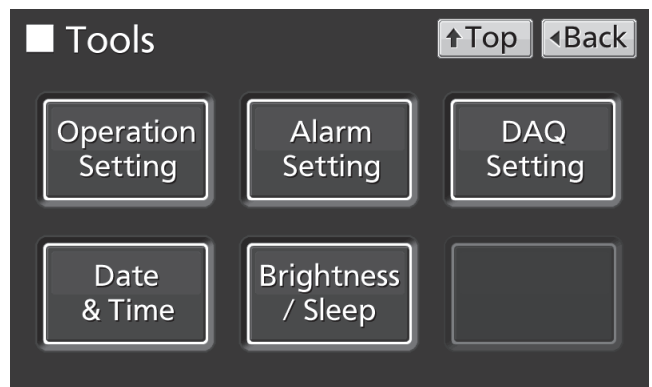 Tools
↑Top
◂Back
Operation
Setting
Alarm
Setting
DAQ
Setting
Date
& Time
Brightness
/ Sleep